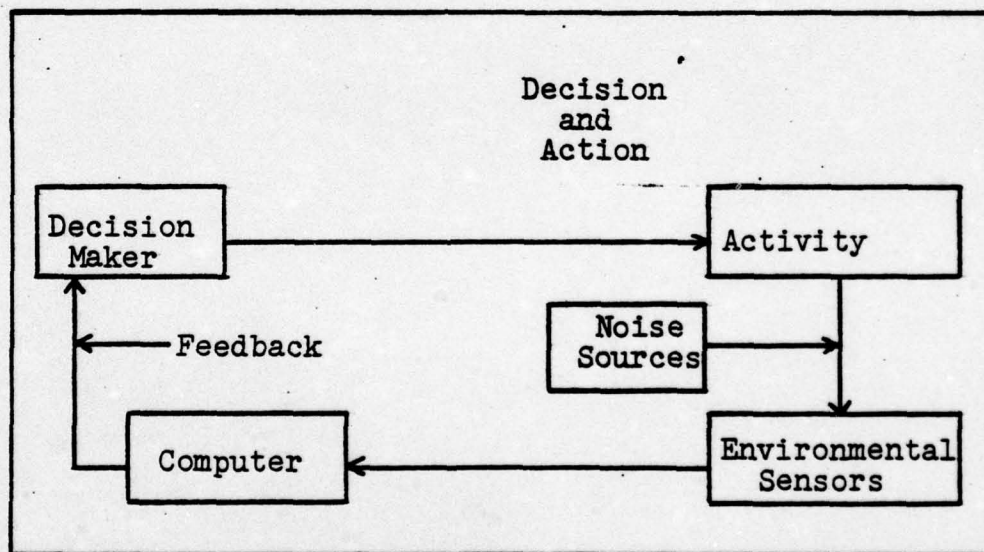 Decision
and
Action
Decision
Maker
Activity
Noise
Sources
Feedback
Computer
Environmental
Sensors